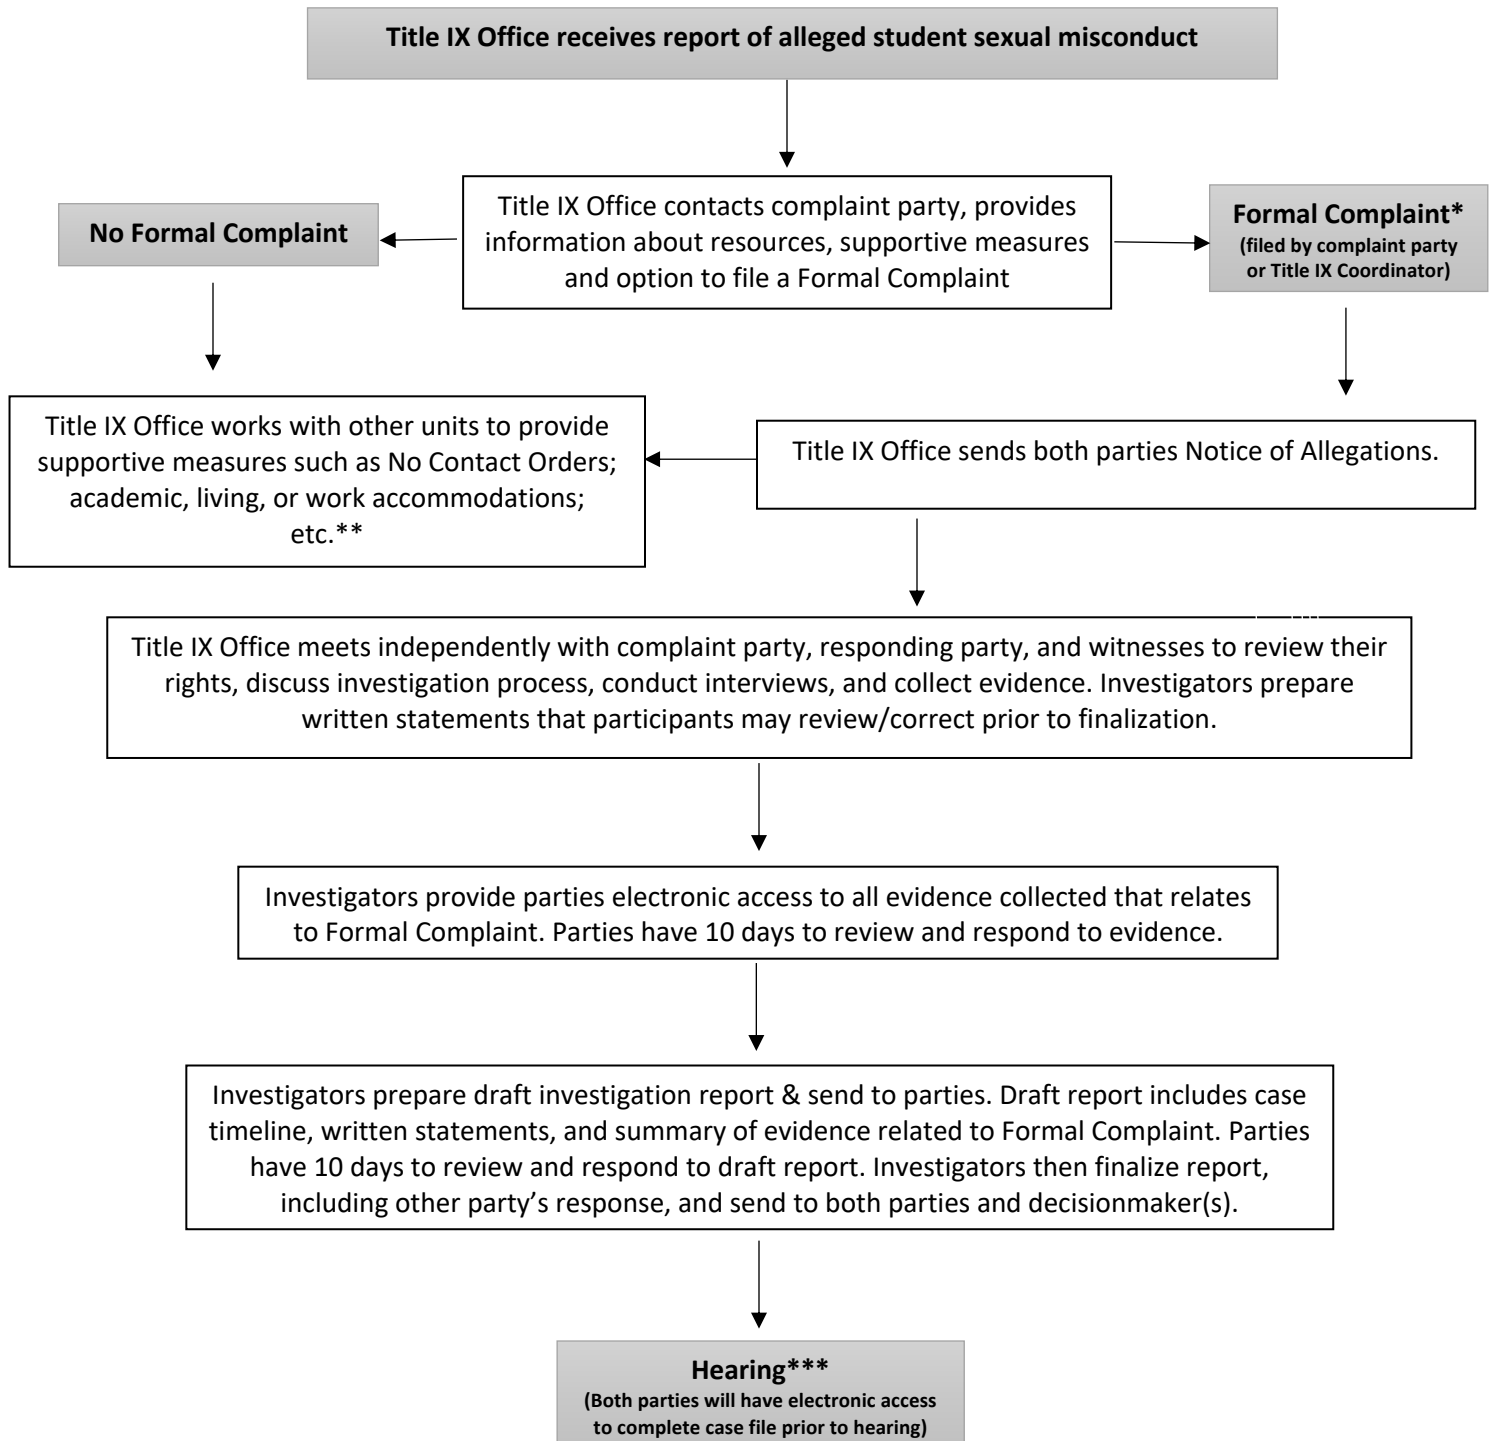 Title IX Office receives report of alleged student sexual misconduct
Title IX Office contacts complaint party, provides
information about resources, supportive measures
and option to file a Formal Complaint
No Formal Complaint
Formal Complaint*
(filed by complaint party
or Title IX Coordinator)
Title IX Office works with other units to provide
supportive measures such as No Contact Orders;
academic, living, or work accommodations;
etc.**
Title IX Office sends both parties Notice of Allegations.
Title IX Office meets independently with complaint party, responding party, and witnesses to review their
rights, discuss investigation process, conduct interviews, and collect evidence. Investigators prepare
written statements that participants may review/correct prior to finalization.
Investigators provide parties electronic access to all evidence collected that relates
to Formal Complaint. Parties have 10 days to review and respond to evidence.
Investigators prepare draft investigation report & send to parties. Draft report includes case
timeline, written statements, and summary of evidence related to Formal Complaint. Parties
have 10 days to review and respond to draft report. Investigators then finalize report,
including other party’s response, and send to both parties and decisionmaker(s).
Hearing***
(Both parties will have electronic access
to complete case file prior to hearing)